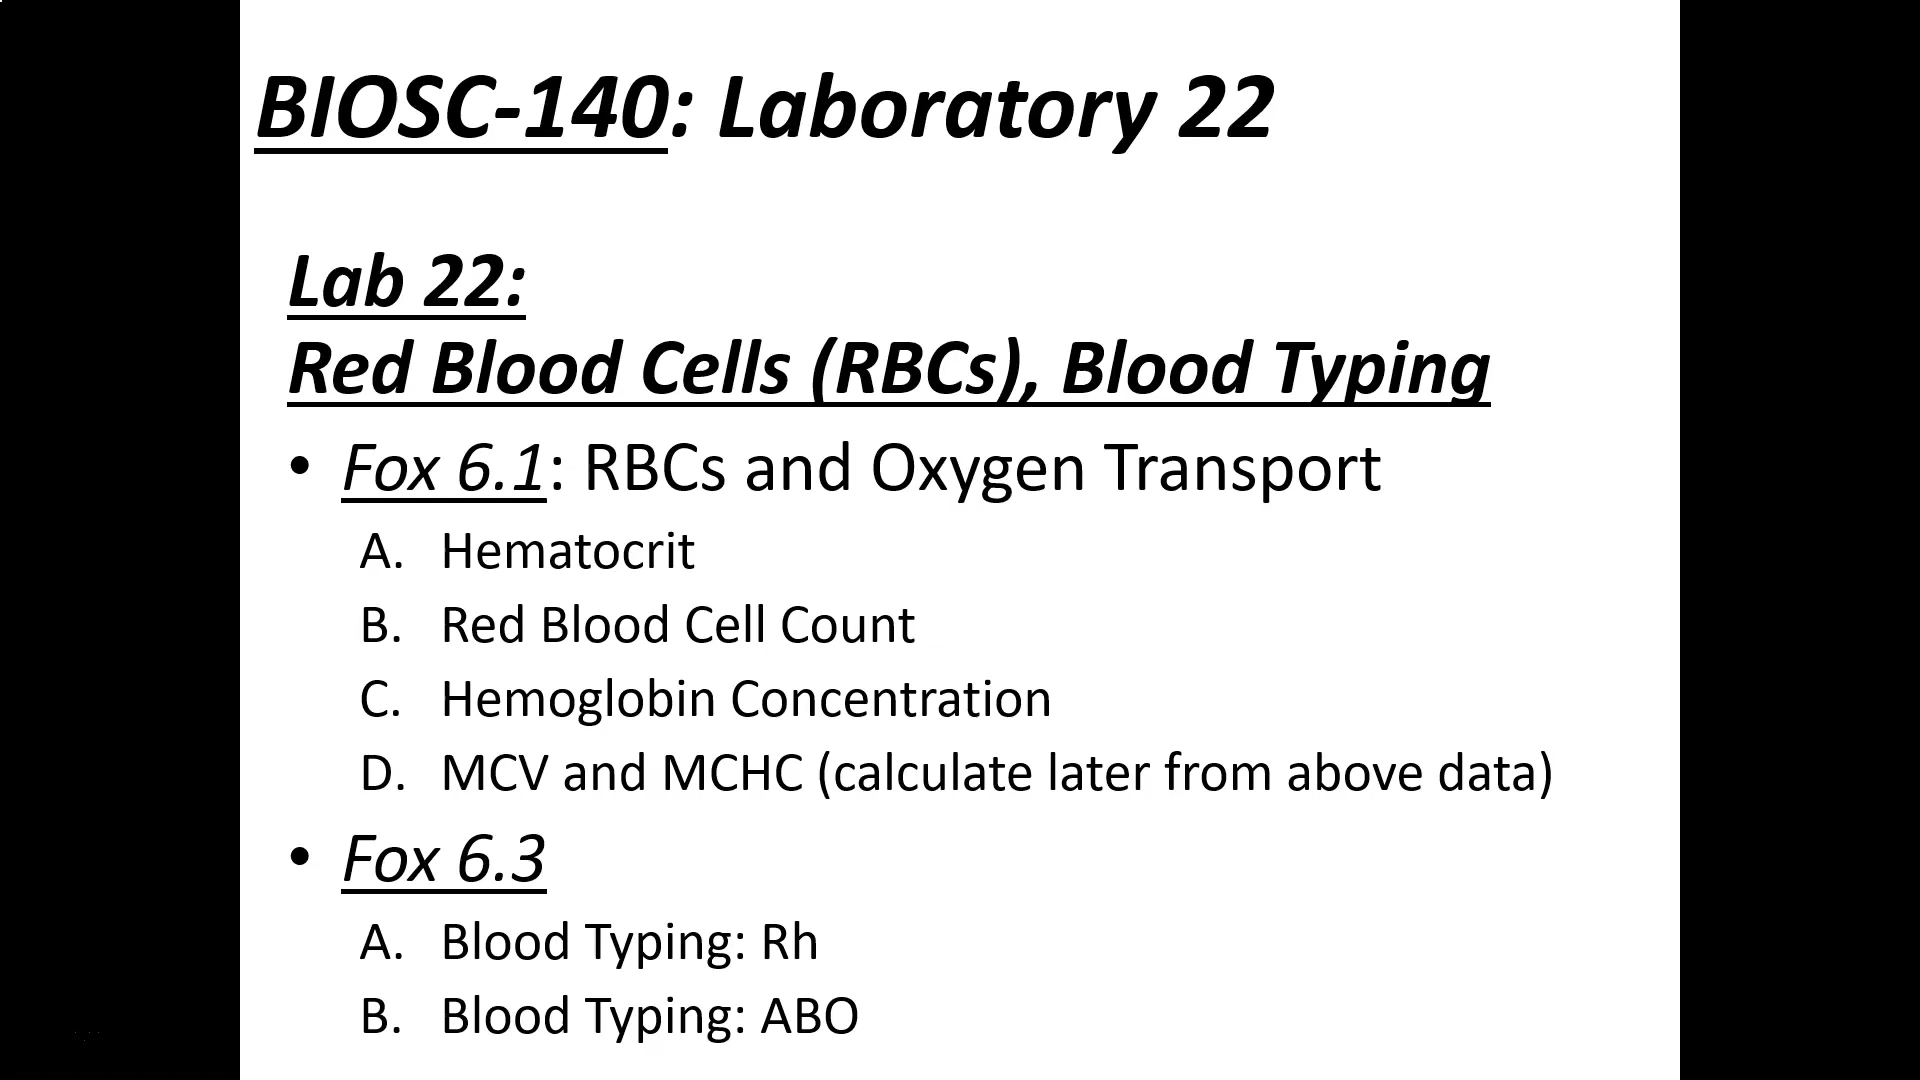 BIOSC-140: Laboratory 22
Lab 22:
Red Blood Cells (RBCs), Blood Typing
• Fox 6.1: RBCs and Oxygen Transport
A. Hematocrit
B. Red Blood Cell Count
C. Hemoglobin Concentration
D. MCV and MCHC (calculate later from above data)
• Fox 6.3
A. Blood Typing: Rh
B. Blood Typing: ABO